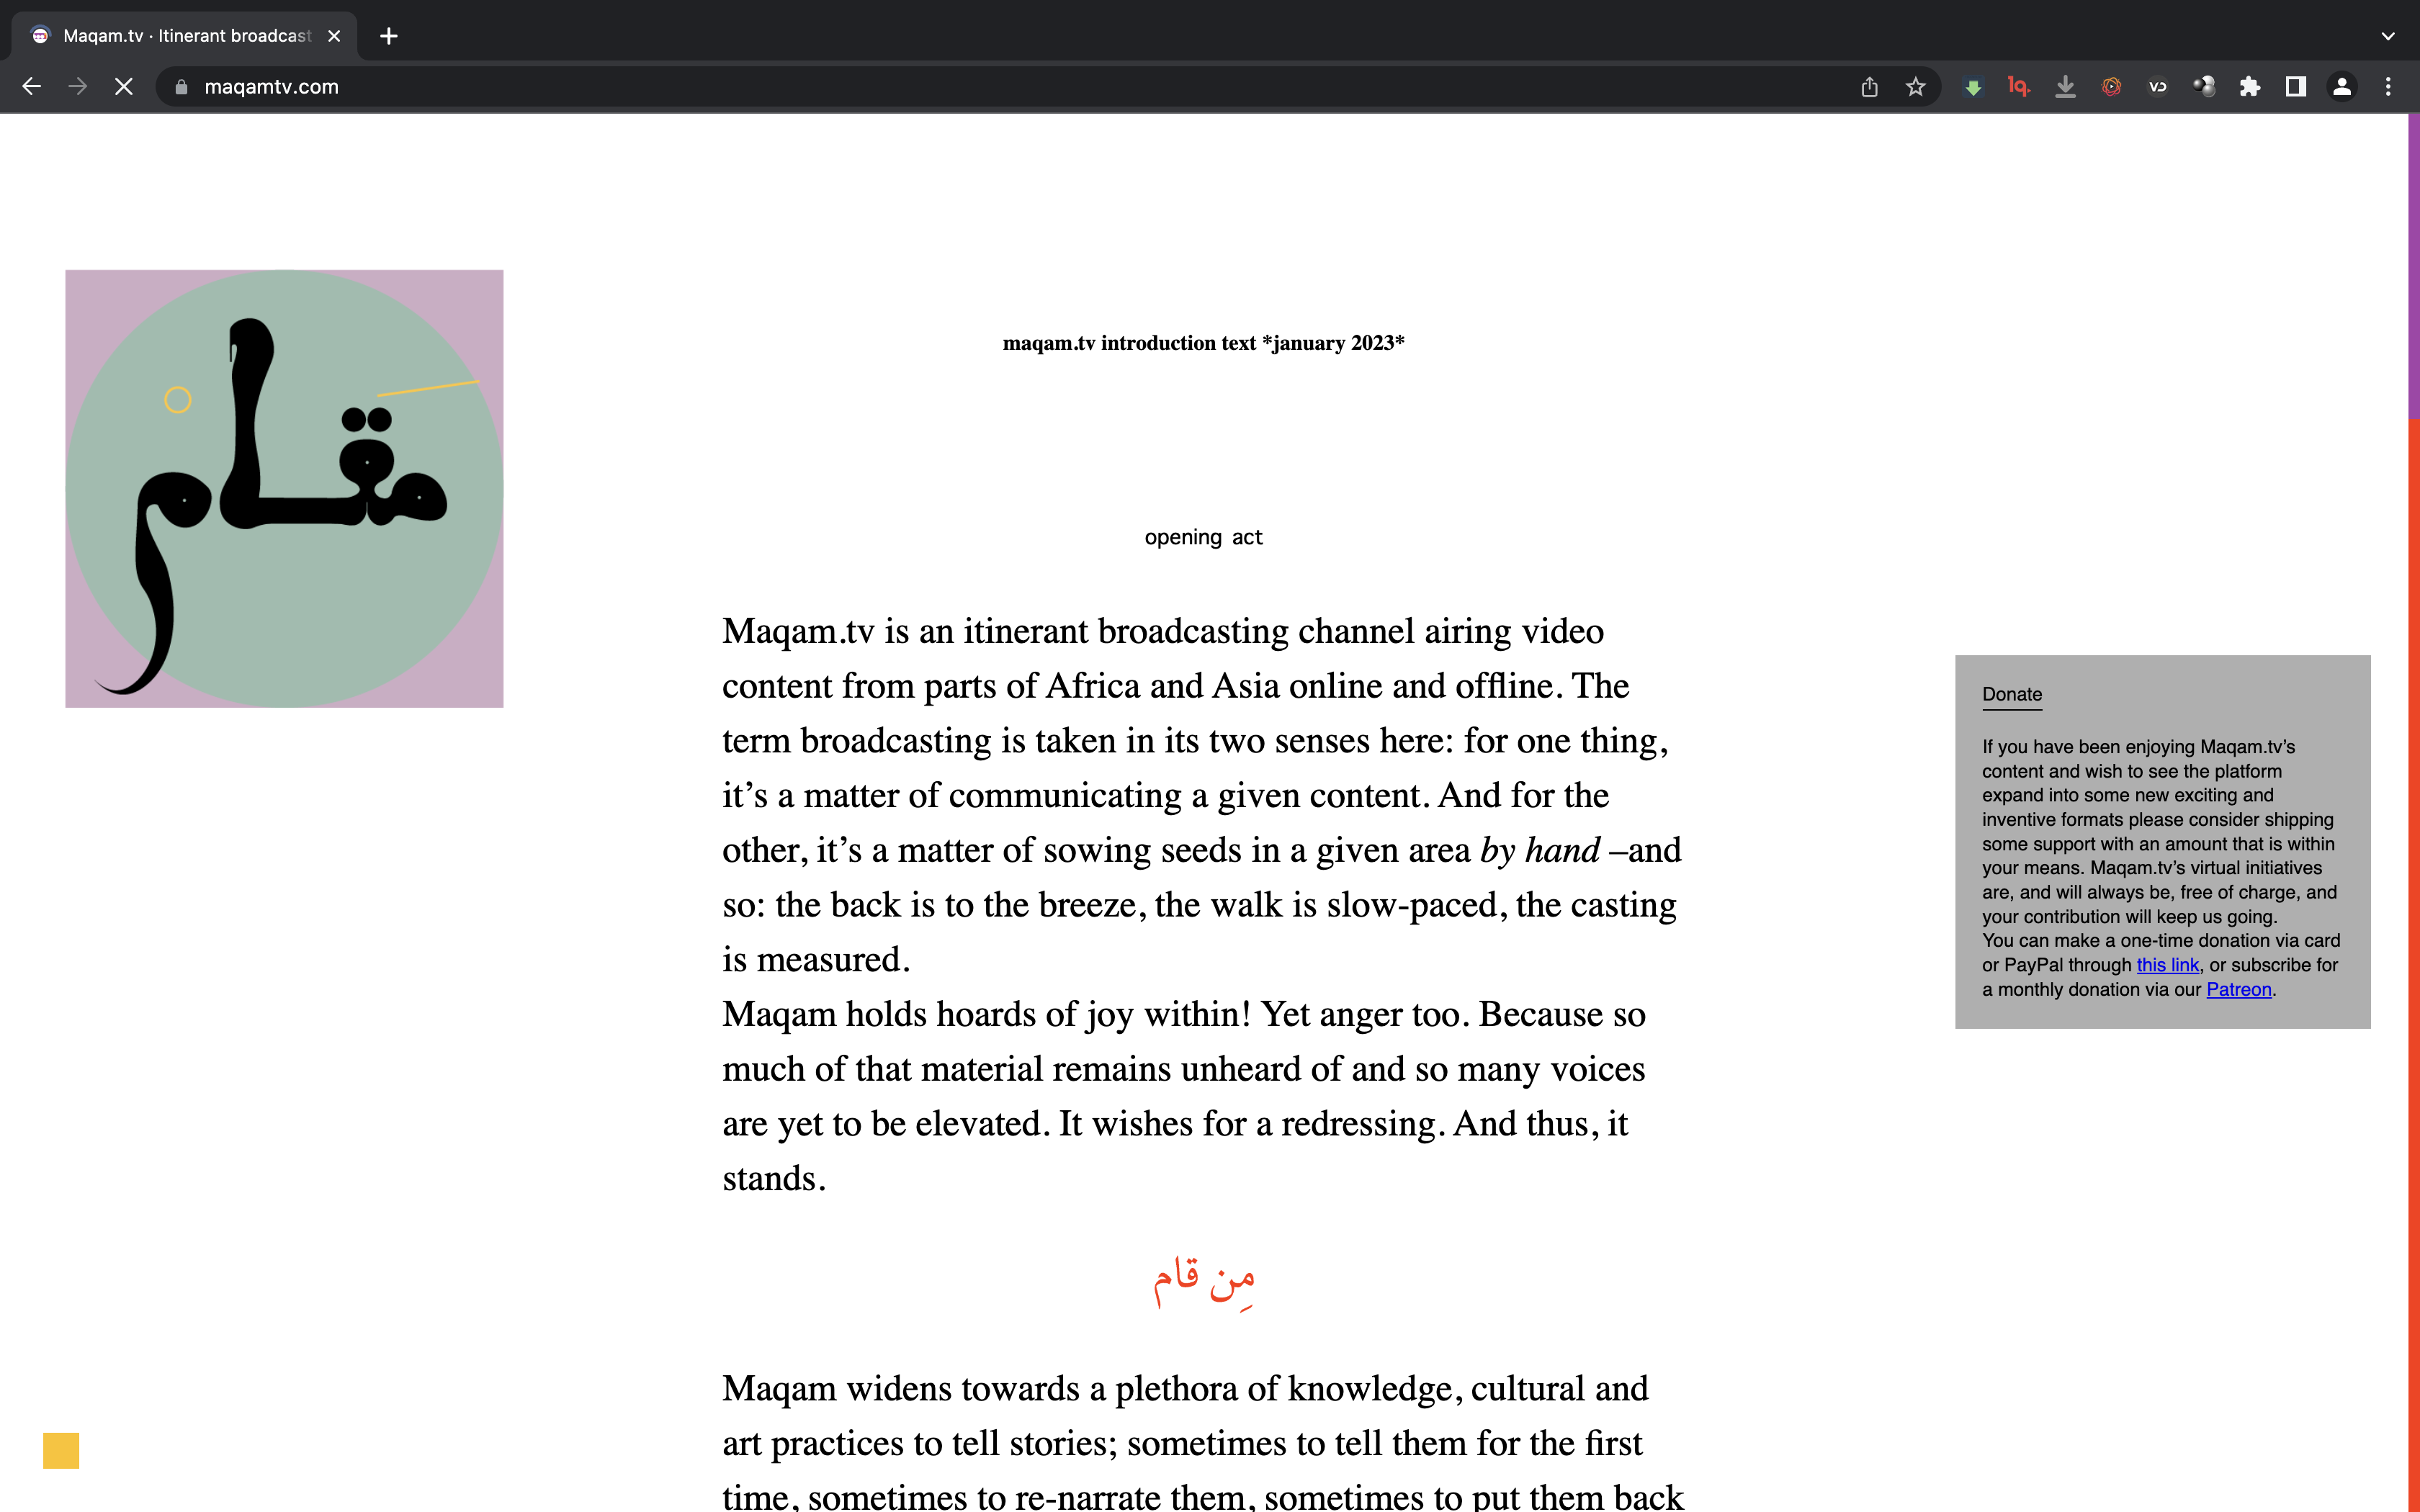 Maqam.tv · Itinerant broadcast
maqamtv.com
1q.
VD
مقام
maqam.tv introduction text *january 2023*
opening act
Maqam.tv is an itinerant broadcasting channel airing video
content from parts of Africa and Asia online and offline. The
term broadcasting is taken in its two senses here: for one thing,
it’s a matter of communicating a given content. And for the
other, it’s a matter of sowing seeds in a given area by hand –and
so: the back is to the breeze, the walk is slow-paced, the casting
is measured.
Maqam holds hoards of joy within! Yet anger too. Because so
much of that material remains unheard of and so many voices
are yet to be elevated. It wishes for a redressing. And thus, it
stands.
مِن قام
Maqam widens towards a plethora of knowledge, cultural and
art practices to tell stories; sometimes to tell them for the first
time, sometimes to re-narrate them, sometimes to put them back
Donate
If you have been enjoying Maqam.tv’s
content and wish to see the platform
expand into some new exciting and
inventive formats please consider shipping
some support with an amount that is within
your means. Maqam.tv’s virtual initiatives
are, and will always be, free of charge, and
your contribution will keep us going.
You can make a one-time donation via card
or PayPal through this link, or subscribe for
a monthly donation via our Patreon.